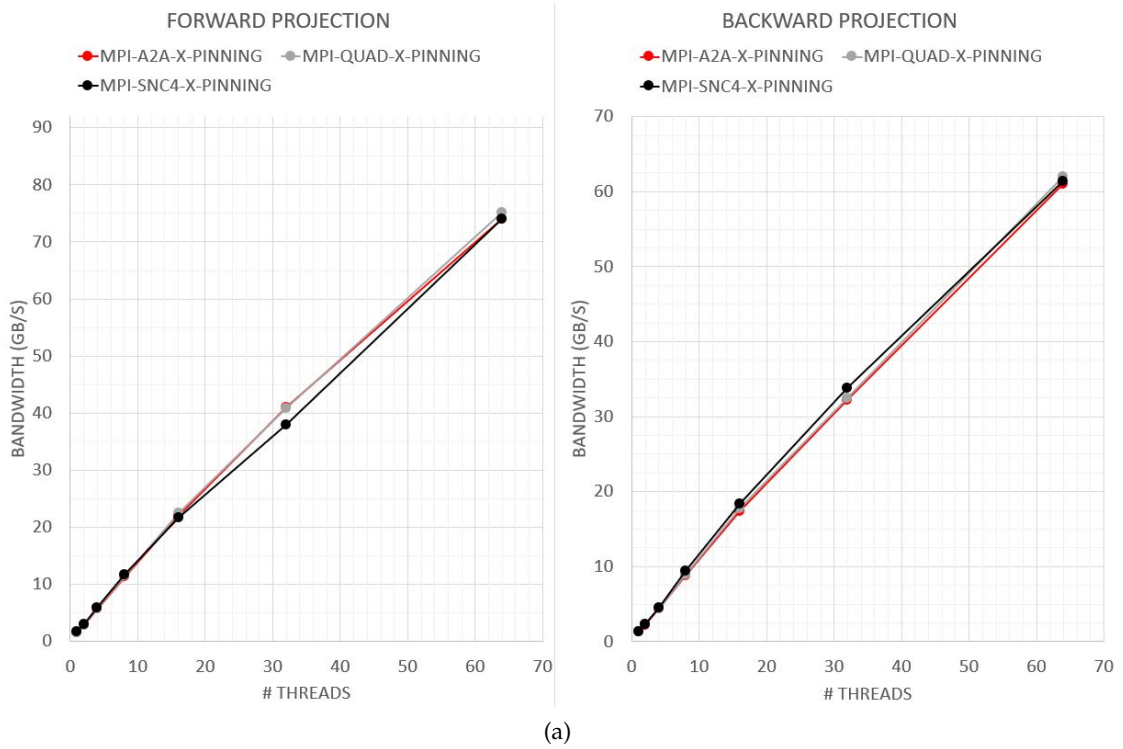 FORWARD PROJECTION
MPI-A2A-X-PINNING MPI-QUAD-X-PINNING
MPI-SNC4-X-PINNING
90
80
70
60
50
40
30
20
10
0
BANDWIDTH (GB/S)
0 10 20 30 40 50 60 70
# THREADS
BACKWARD PROJECTION
MPI-A2A-X-PINNING MPI-QUAD-X-PINNING
MPI-SNC4-X-PINNING
70
60
50
40
30
20
10
0
BANDWIDTH (GB/S)
0 10 20 30 40 50 60 70
# THREADS
(a)